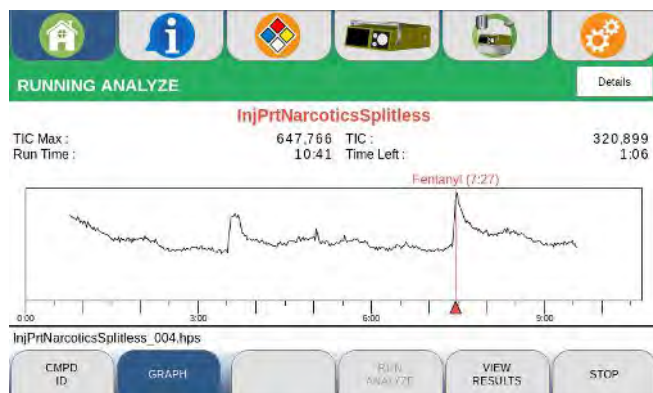 RUNNING ANALYZE
Details
InjPrtNarcoticsSplitless
TIC Max : 647,766 TIC : 320,899
Run Time : 10:41 Time Left : 1:06
Fentanyl (7:27)
0:00 3:00 6:00 9:00
InjPrtNarcoticsSplitless_004.hps
CMPD ID
GRAPH
RUN ANALYZE
VIEW RESULTS
STOP